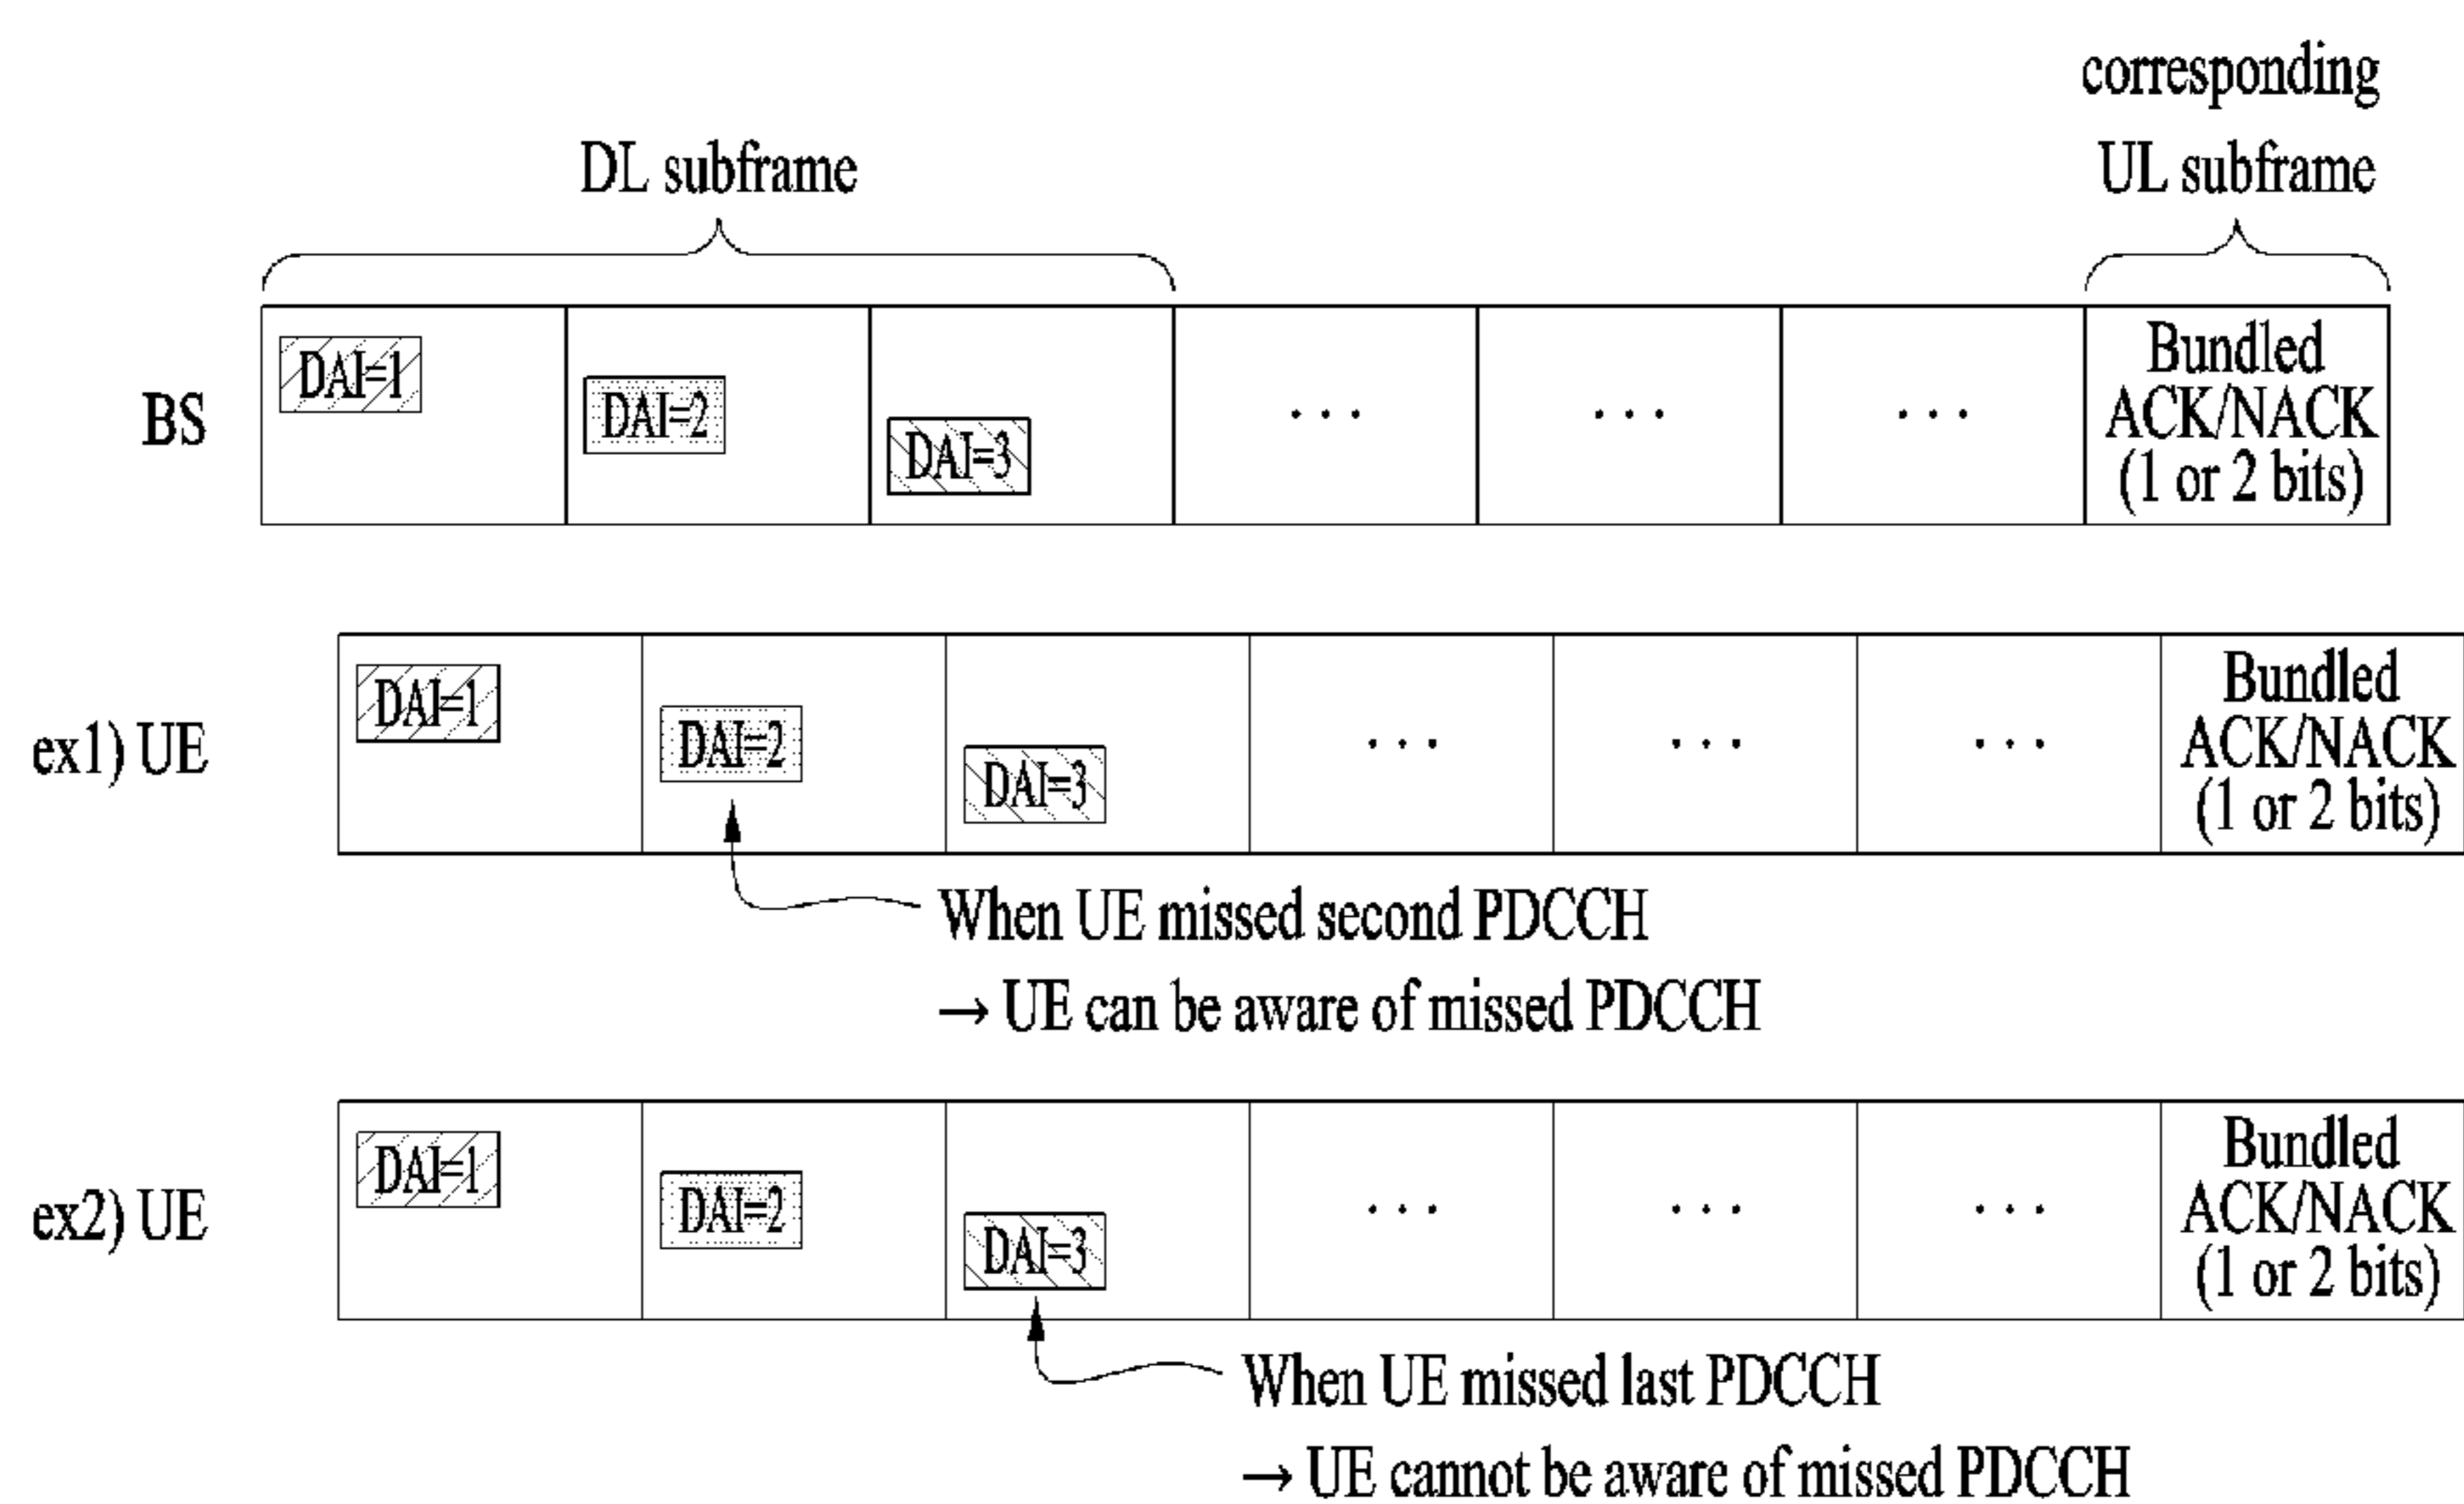 corresponding
DL subframe
UL subframe
BS
DAI=1
DAI=2
DAI=3
...
...
...
Bundled
ACK/NACK
(1 or 2 bits)
ex1) UE
DAI=1
DAI=2
DAI=3
...
...
...
Bundled
ACK/NACK
(1 or 2 bits)
When UE missed second PDCCH
→ UE can be aware of missed PDCCH
ex2) UE
DAI=1
DAI=2
DAI=3
...
...
...
Bundled
ACK/NACK
(1 or 2 bits)
When UE missed last PDCCH
→ UE cannot be aware of missed PDCCH